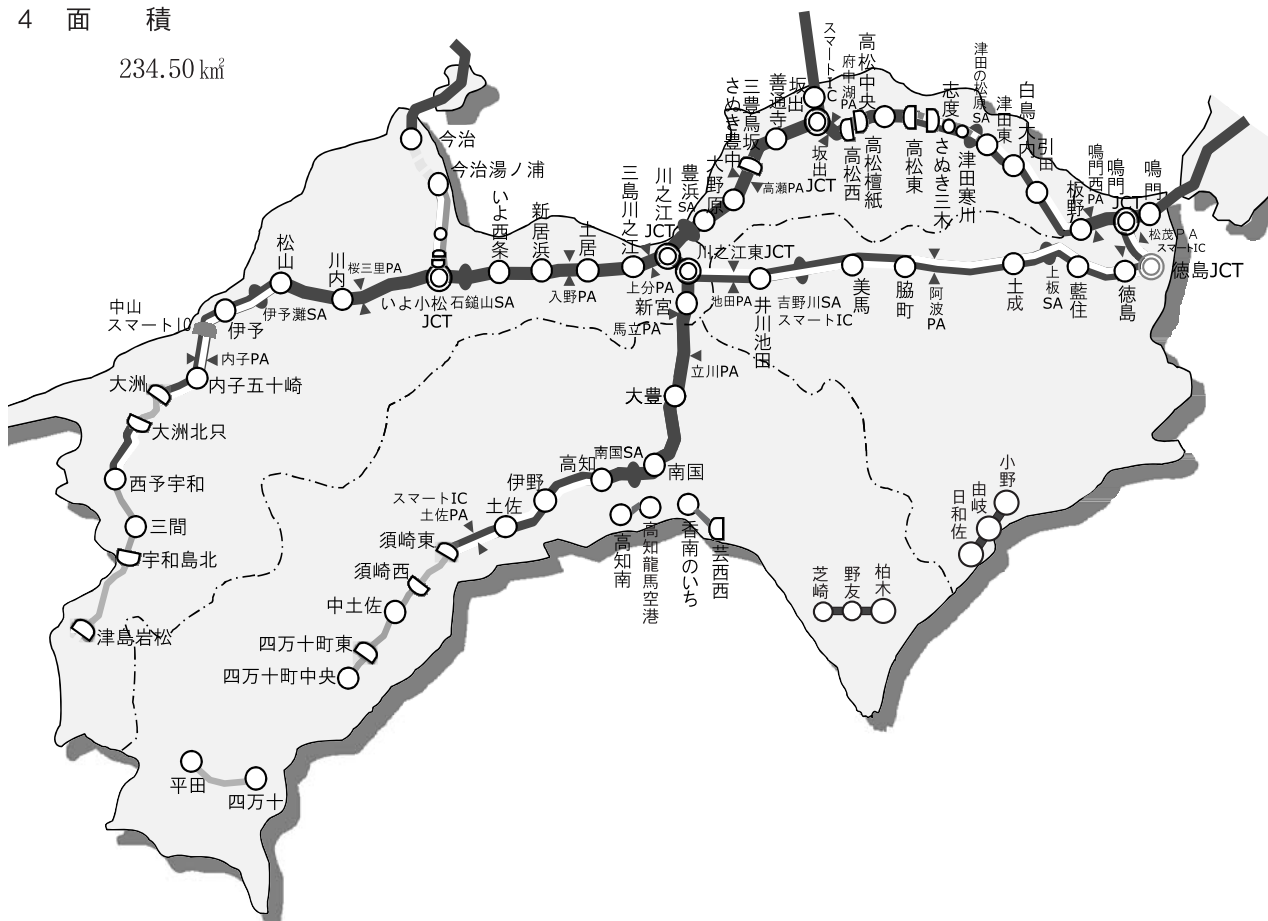 4 面 積
234.50㎢
今治
今治湯ノ浦
いよ西条
新居浜
土居
三島川之江
川之江JCT
豊浜SA
大野原
さぬき豊中
三豊鳥坂
善通寺
坂出
スマートIC
府中湖PA
高松中央
志度
津田の松原SA
津田東
白鳥大内
引田
板野
鳴門西PA
鳴門JCT
鳴門
高瀬PA
坂出JCT
高松西
高松檀紙
高松東
さぬき三木
津田寒川
松茂PA
スマートIC
徳島JCT
松山
川内
桜三里PA
いよ小松JCT
石鎚山SA
入野PA
上分PA
川之江東JCT
池田PA
井川池田
吉野川SA
スマートIC
美馬
脇町
阿波PA
土成
上板SA
藍住
徳島
中山
スマートIC
伊予
伊予灘SA
新宮
馬立PA
内子PA
内子五十崎
立川PA
大洲
大豊
大洲北只
西予宇和
三間
宇和島北
津島岩松
南国SA
高知
南国
伊野
スマートIC
土佐PA
土佐
須崎東
須崎西
中土佐
四万十町東
四万十町中央
高知南
高知龍馬空港
香南のいち
芸西西
小野
由岐
日和佐
芝崎
野友
柏木
平田
四万十